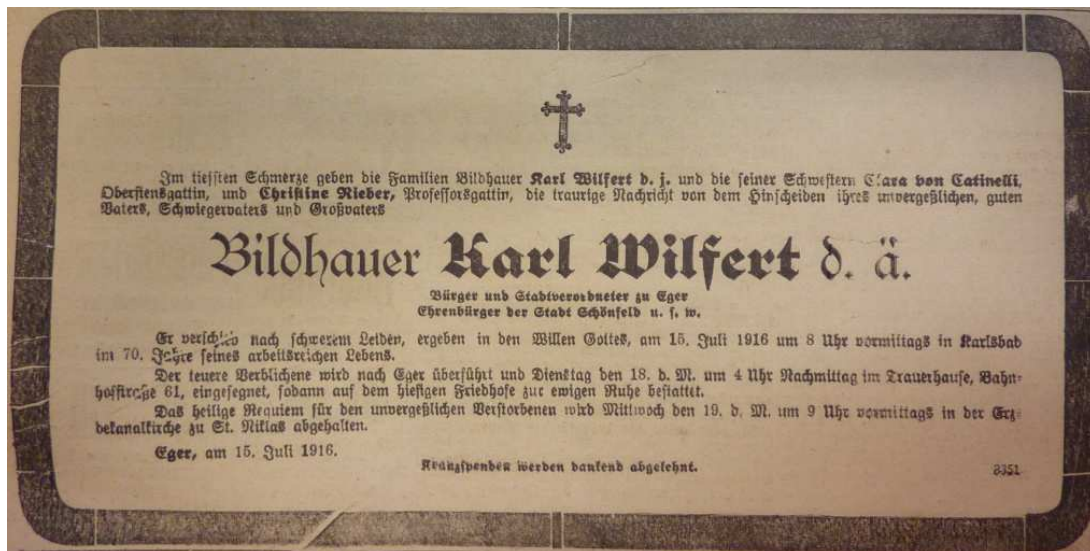 Im tiefsten Schmerze geben die Familien Bildhauer Karl Wilfert d. j. und die seiner Schwestern Clara von Catinelli,
Oberstensgattin, und Christine Rieber, Professorsgattin, die traurige Nachricht von dem Hinscheiden ihres unvergeßlichen, guten
Vaters, Schwiegervaters und Großvaters
Bildhauer Karl Wilfert d. ä.
Bürger und Stadtverordneter zu Eger
Ehrenbürger der Stadt Schönfeld u. s. w.
Er verschied nach schwerem Leiden, ergeben in den Willen Gottes, am 15. Juli 1916 um 8 Uhr vormittags in Karlsbad
im 70. Jahre seines arbeitsreichen Lebens.
Der teuere Verblichene wird nach Eger überführt und Dienstag den 18. d. M. um 4 Uhr Nachmittag im Trauerhause, Bahn-
hofstraße 61, eingesegnet, sodann auf dem hiesigen Friedhofe zur ewigen Ruhe bestattet.
Das heilige Requiem für den unvergeßlichen Verstorbenen wird Mittwoch den 19. d. M. um 9 Uhr vormittags in der Erz-
dekanalkirche zu St. Niklas abgehalten.
Eger, am 15. Juli 1916.
Kranzspenden werden dankend abgelehnt.